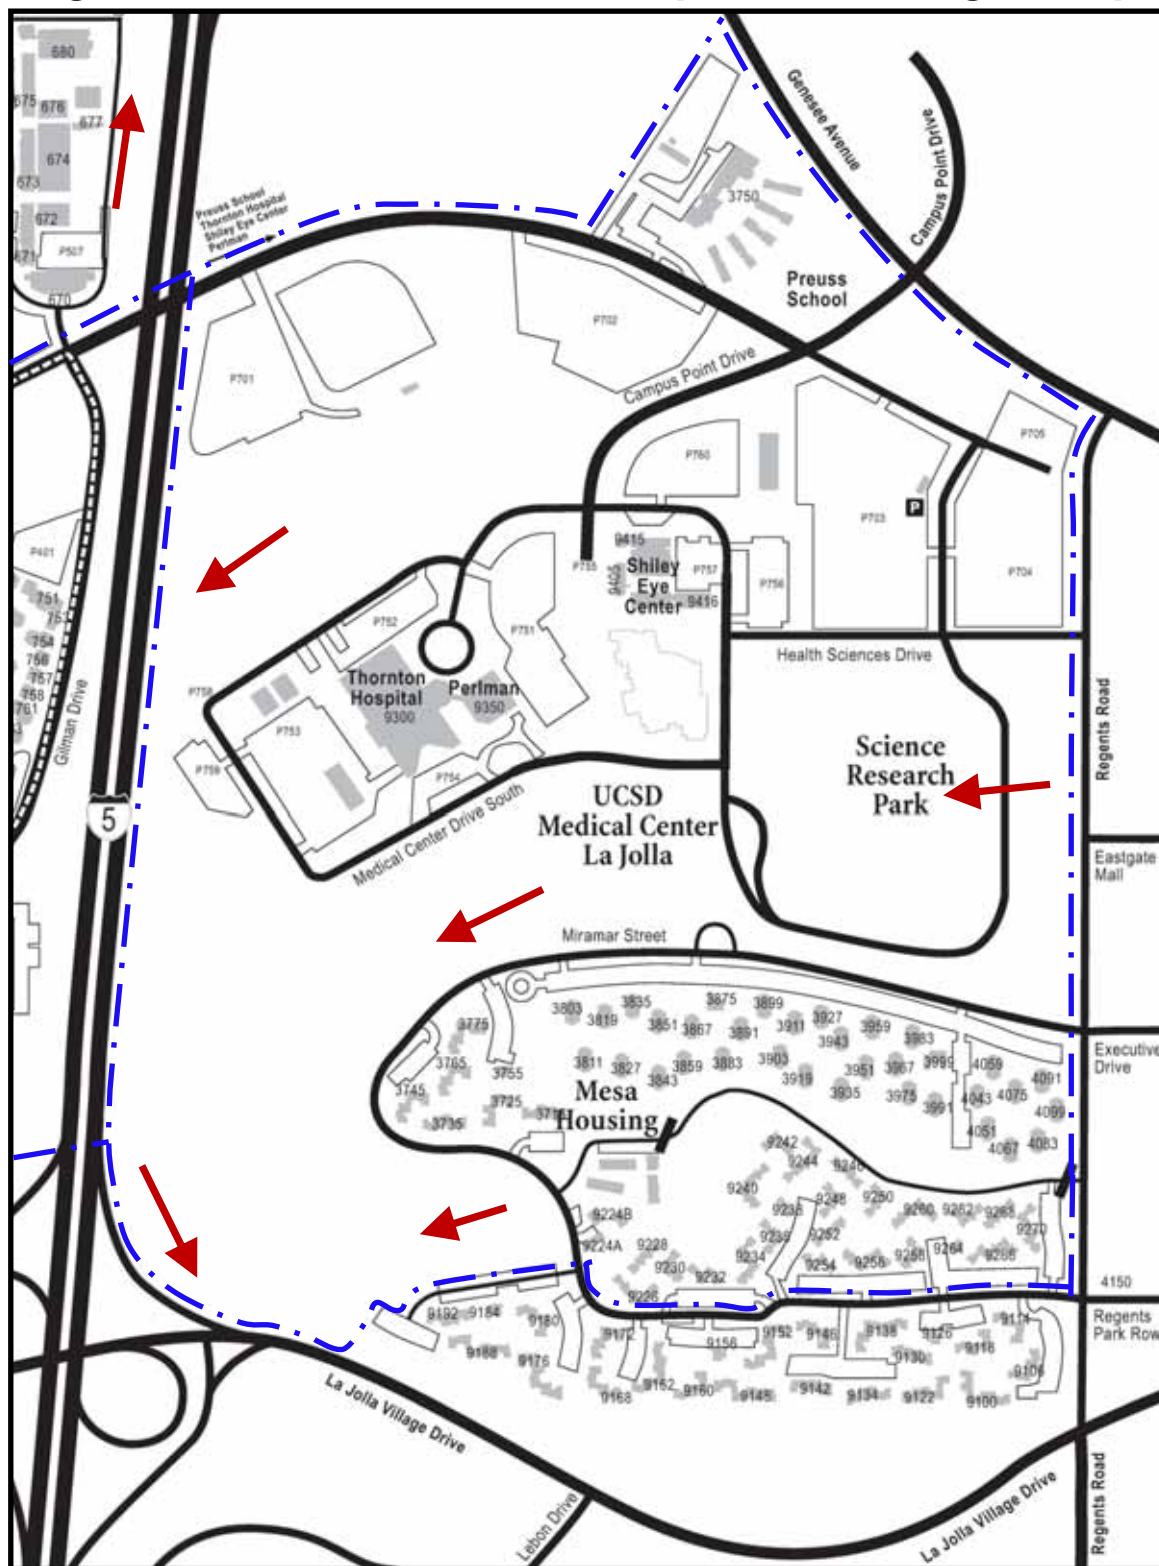 680
675
676
677
674
673
672
671
P507
670
Preuss School
Thornton Hospital
Shiley Eye Center
Perlman
Genesee Avenue
Campus Point Drive
3750
Preuss
School
P702
P701
Campus Point Drive
P705
P760
P703
P
P704
P401
751
754
756
757
758
761
Gilman Drive
9415
P755
9405
Shiley
Eye
Center
P757
P756
9416
P752
P751
Health Sciences Drive
Thornton
Hospital
9300
Perlman
9350
P758
P753
P759
P754
Medical Center Drive South
Regents Road
Science
Research
Park
UCSD
Medical Center
La Jolla
5
Eastgate
Mall
Miramar Street
3803
3819
3835
3851
3867
3875
3891
3899
3911
3927
3943
3959
3983
3775
3765
3755
3745
3725
3735
3811
3827
3843
3859
3883
3903
3919
3935
3951
3967
3975
3999
3991
4059
4043
4075
4091
4099
4051
4067
4083
Executive
Drive
Mesa
Housing
9242
9244
9246
9240
9238
9248
9250
9260
9262
9268
9270
9224B
9224A
9228
9230
9232
9226
9234
9236
9252
9254
9256
9258
9264
9266
4150
Regents
Park Row
9192
9184
9180
9188
9176
9172
9168
9162
9160
9156
9152
9148
9146
9142
9138
9134
9130
9126
9122
9118
9114
9106
9100
La Jolla Village Drive
Lebon Drive
La Jolla Village Drive
Regents Road